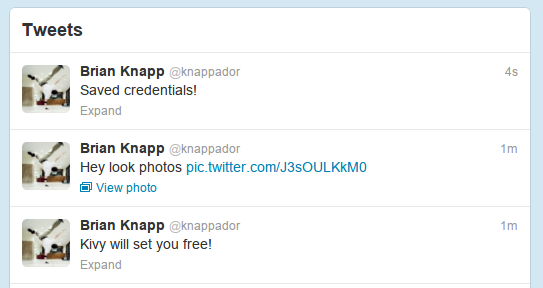 Tweets
Brian Knapp @knappador 4s
Saved credentials!
Expand
Brian Knapp @knappador 1m
Hey look photos pic.twitter.com/J3sOULKkM0
View photo
Brian Knapp @knappador 1m
Kivy will set you free!
Expand